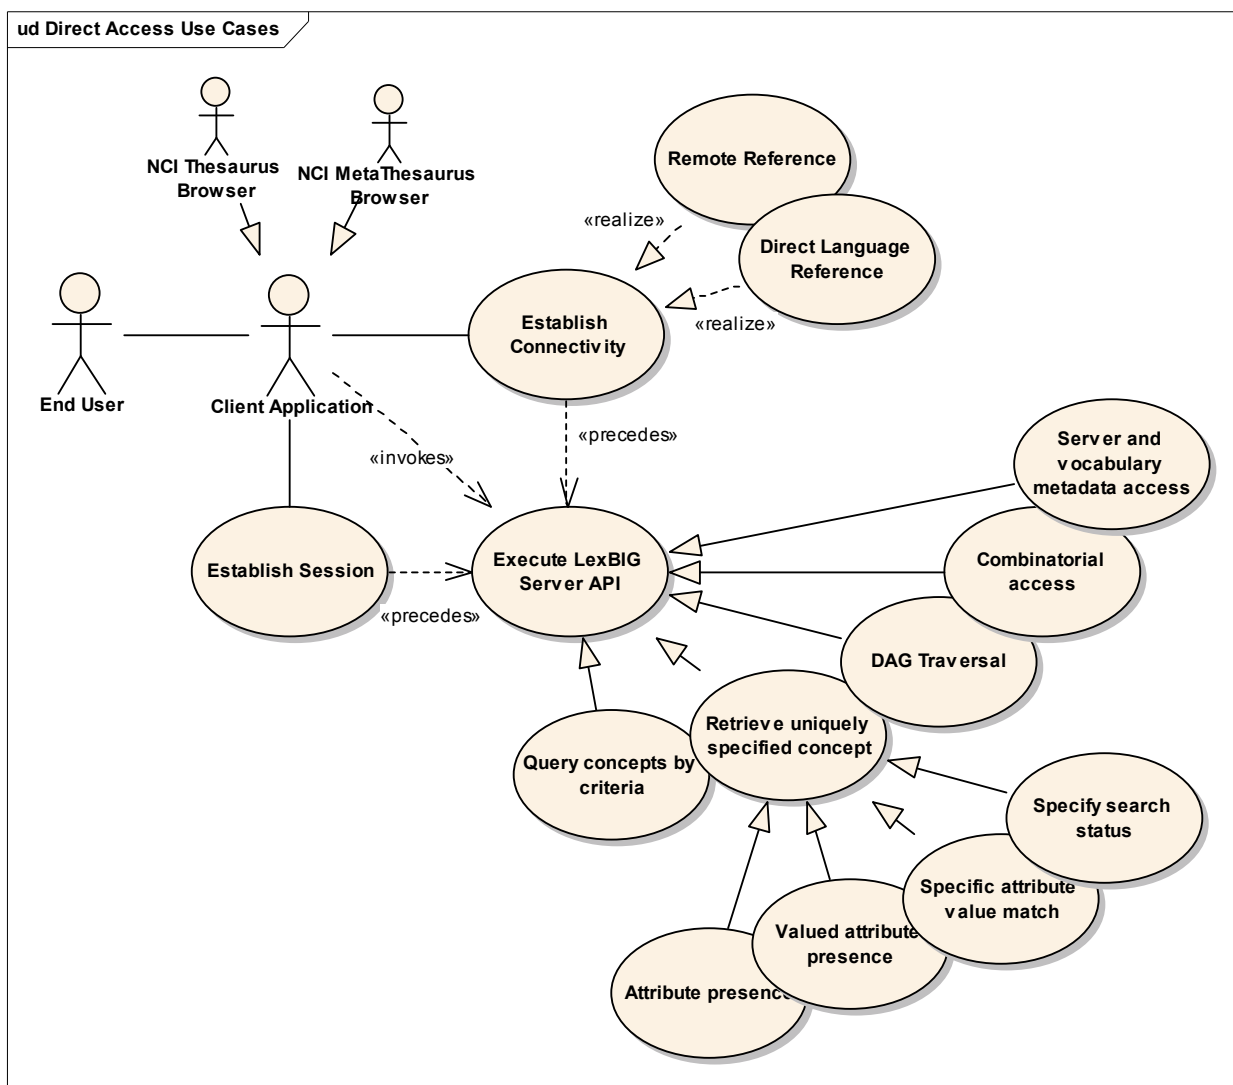 ud Direct Access Use Cases
NCI Thesaurus
Browser
NCI MetaThesaurus
Browser
Remote Reference
«realize»
Direct Language
Reference
Establish
Connectivity
«realize»
End User
Client Application
«precedes»
«invokes»
Server and
vocabulary
metadata access
Establish Session
Execute LexBIG
Server API
Combinatorial
access
«precedes»
DAG Traversal
Retrieve uniquely
specified concept
Query concepts by
criteria
Specify search
status
Specific attribute
value match
Valued attribute
presence
Attribute presence